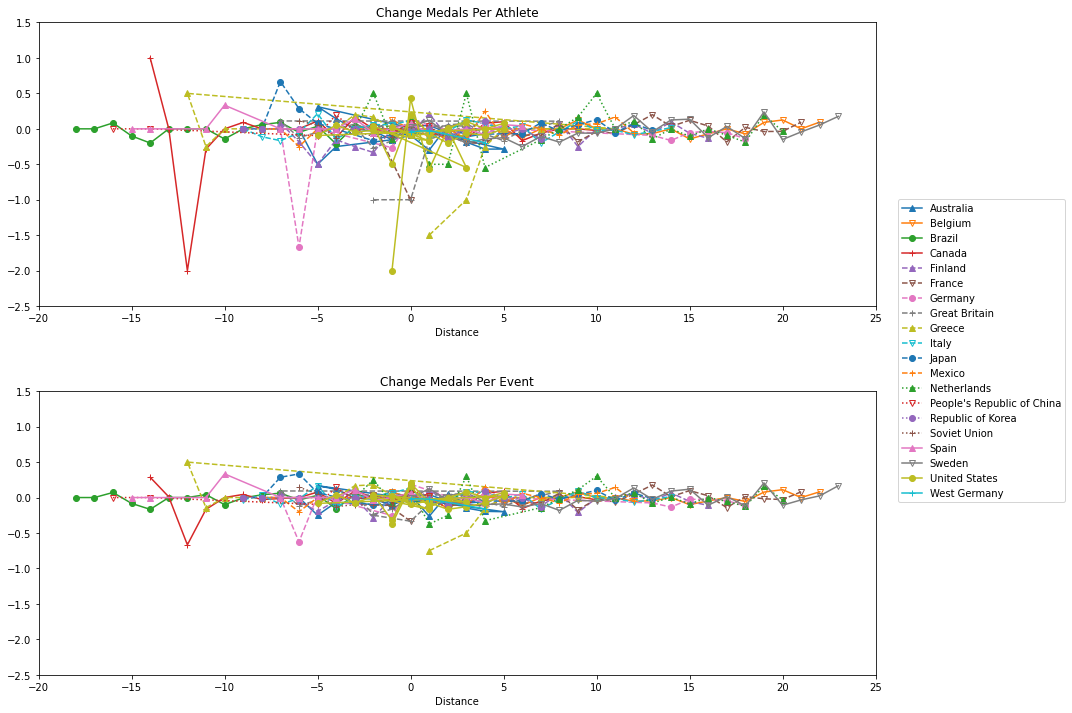 Change Medals Per Athlete
1.5
1.0
0.5
0.0
−0.5
−1.0
−1.5
−2.0
−2.5
−20 −15 −10 −5 0 5 10 15 20 25
Distance
Change Medals Per Event
1.5
1.0
0.5
0.0
−0.5
−1.0
−1.5
−2.0
−2.5
−20 −15 −10 −5 0 5 10 15 20 25
Distance
Australia
Belgium
Brazil
Canada
Finland
France
Germany
Great Britain
Greece
Italy
Japan
Mexico
Netherlands
People's Republic of China
Republic of Korea
Soviet Union
Spain
Sweden
United States
West Germany